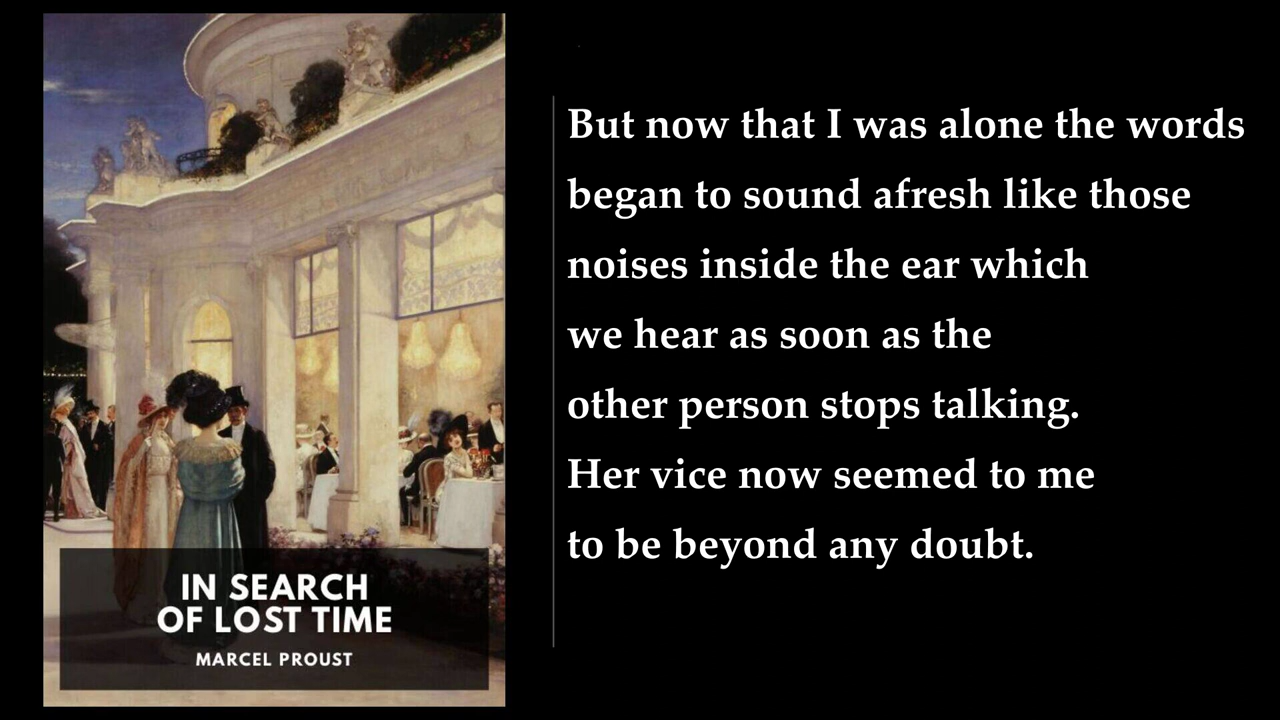 IN SEARCH
OF LOST TIME
MARCEL PROUST
But now that I was alone the words
began to sound afresh like those
noises inside the ear which
we hear as soon as the
other person stops talking.
Her vice now seemed to me
to be beyond any doubt.